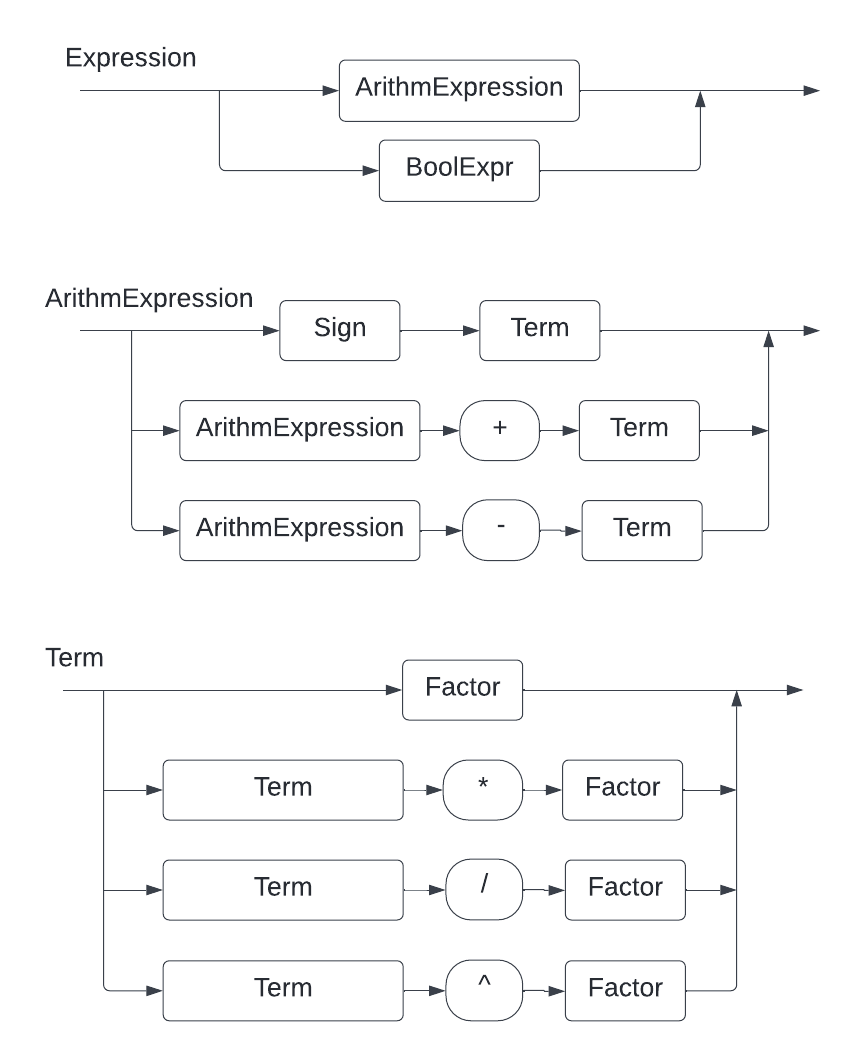 Expression
ArithmExpression
BoolExpr
ArithmExpression
Sign Term
ArithmExpression + Term
ArithmExpression - Term
Term
Factor
Term * Factor
Term / Factor
Term ^ Factor